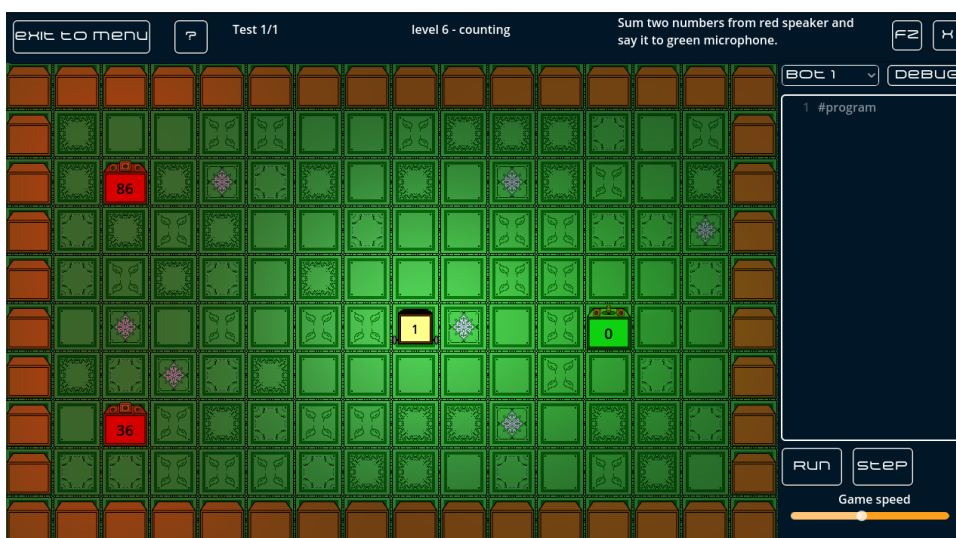 EXIT TO MENU
?
Test 1/1
level 6 - counting
Sum two numbers from red speaker and
say it to green microphone.
FZ
X
BOT 1
DEBUG
1 #program
86
1
0
36
RUN
STEP
Game speed